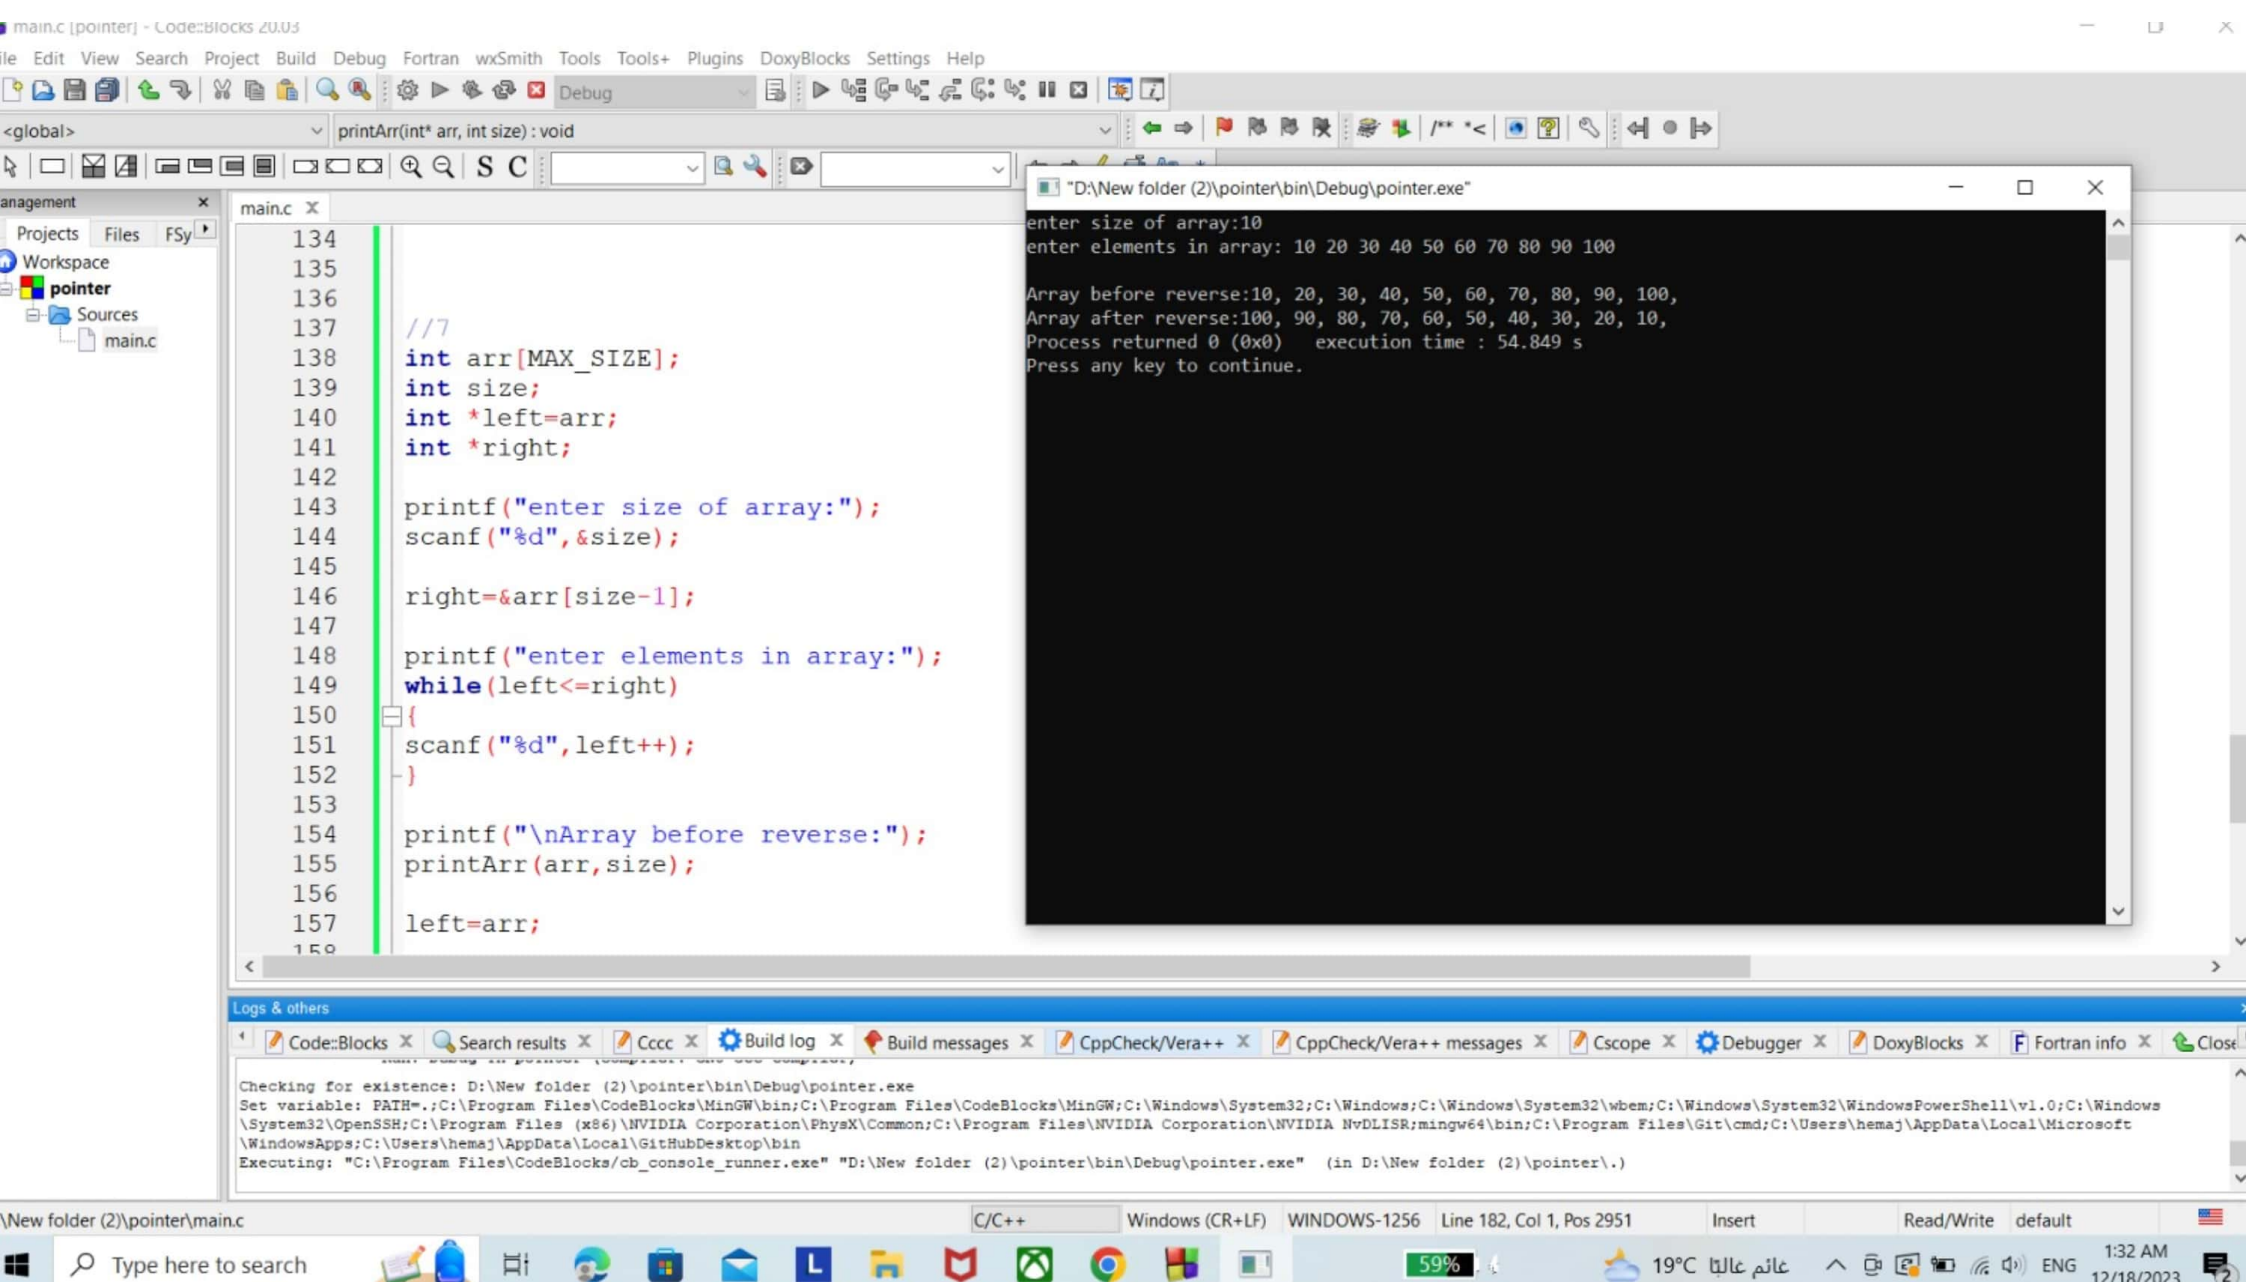 main.c [pointer] - Code::Blocks 20.03
ile Edit View Search Project Build Debug Fortran wxSmith Tools Tools+ Plugins DoxyBlocks Settings Help
Debug
<global> printArr(int* arr, int size) : void
/** *<
S C
anagement
Projects Files FSy
Workspace
pointer
Sources
main.c
main.c
134
135
136
137 //7
138 int arr[MAX_SIZE];
139 int size;
140 int *left=arr;
141 int *right;
142
143 printf("enter size of array:");
144 scanf("%d",&size);
145
146 right=&arr[size-1];
147
148 printf("enter elements in array:");
149 while(left<=right)
150 {
151 scanf("%d",left++);
152 }
153
154 printf("\nArray before reverse:");
155 printArr(arr,size);
156
157 left=arr;
158
"D:\New folder (2)\pointer\bin\Debug\pointer.exe"
enter size of array:10
enter elements in array: 10 20 30 40 50 60 70 80 90 100
Array before reverse:10, 20, 30, 40, 50, 60, 70, 80, 90, 100,
Array after reverse:100, 90, 80, 70, 60, 50, 40, 30, 20, 10,
Process returned 0 (0x0)   execution time : 54.849 s
Press any key to continue.
Logs & others
Code::Blocks Search results Cccc Build log Build messages CppCheck/Vera++ CppCheck/Vera++ messages Cscope Debugger DoxyBlocks Fortran info Close
Checking for existence: D:\New folder (2)\pointer\bin\Debug\pointer.exe
Set variable: PATH=.;C:\Program Files\CodeBlocks\MinGW\bin;C:\Program Files\CodeBlocks\MinGW;C:\Windows\System32;C:\Windows;C:\Windows\System32\wbem;C:\Windows\System32\WindowsPowerShell\v1.0;C:\Windows
\System32\OpenSSH;C:\Program Files (x86)\NVIDIA Corporation\PhysX\Common;C:\Program Files\NVIDIA Corporation\NVIDIA NvDLISR;mingw64\bin;C:\Program Files\Git\cmd;C:\Users\hemaj\AppData\Local\Microsoft
\WindowsApps;C:\Users\hemaj\AppData\Local\GitHubDesktop\bin
Executing: "C:\Program Files\CodeBlocks/cb_console_runner.exe" "D:\New folder (2)\pointer\bin\Debug\pointer.exe"  (in D:\New folder (2)\pointer\.)
\New folder (2)\pointer\main.c C/C++ Windows (CR+LF) WINDOWS-1256 Line 182, Col 1, Pos 2951 Insert Read/Write default
Type here to search L 59% 19°C غائم غالبًا ENG 1:32 AM
12/18/2023 2